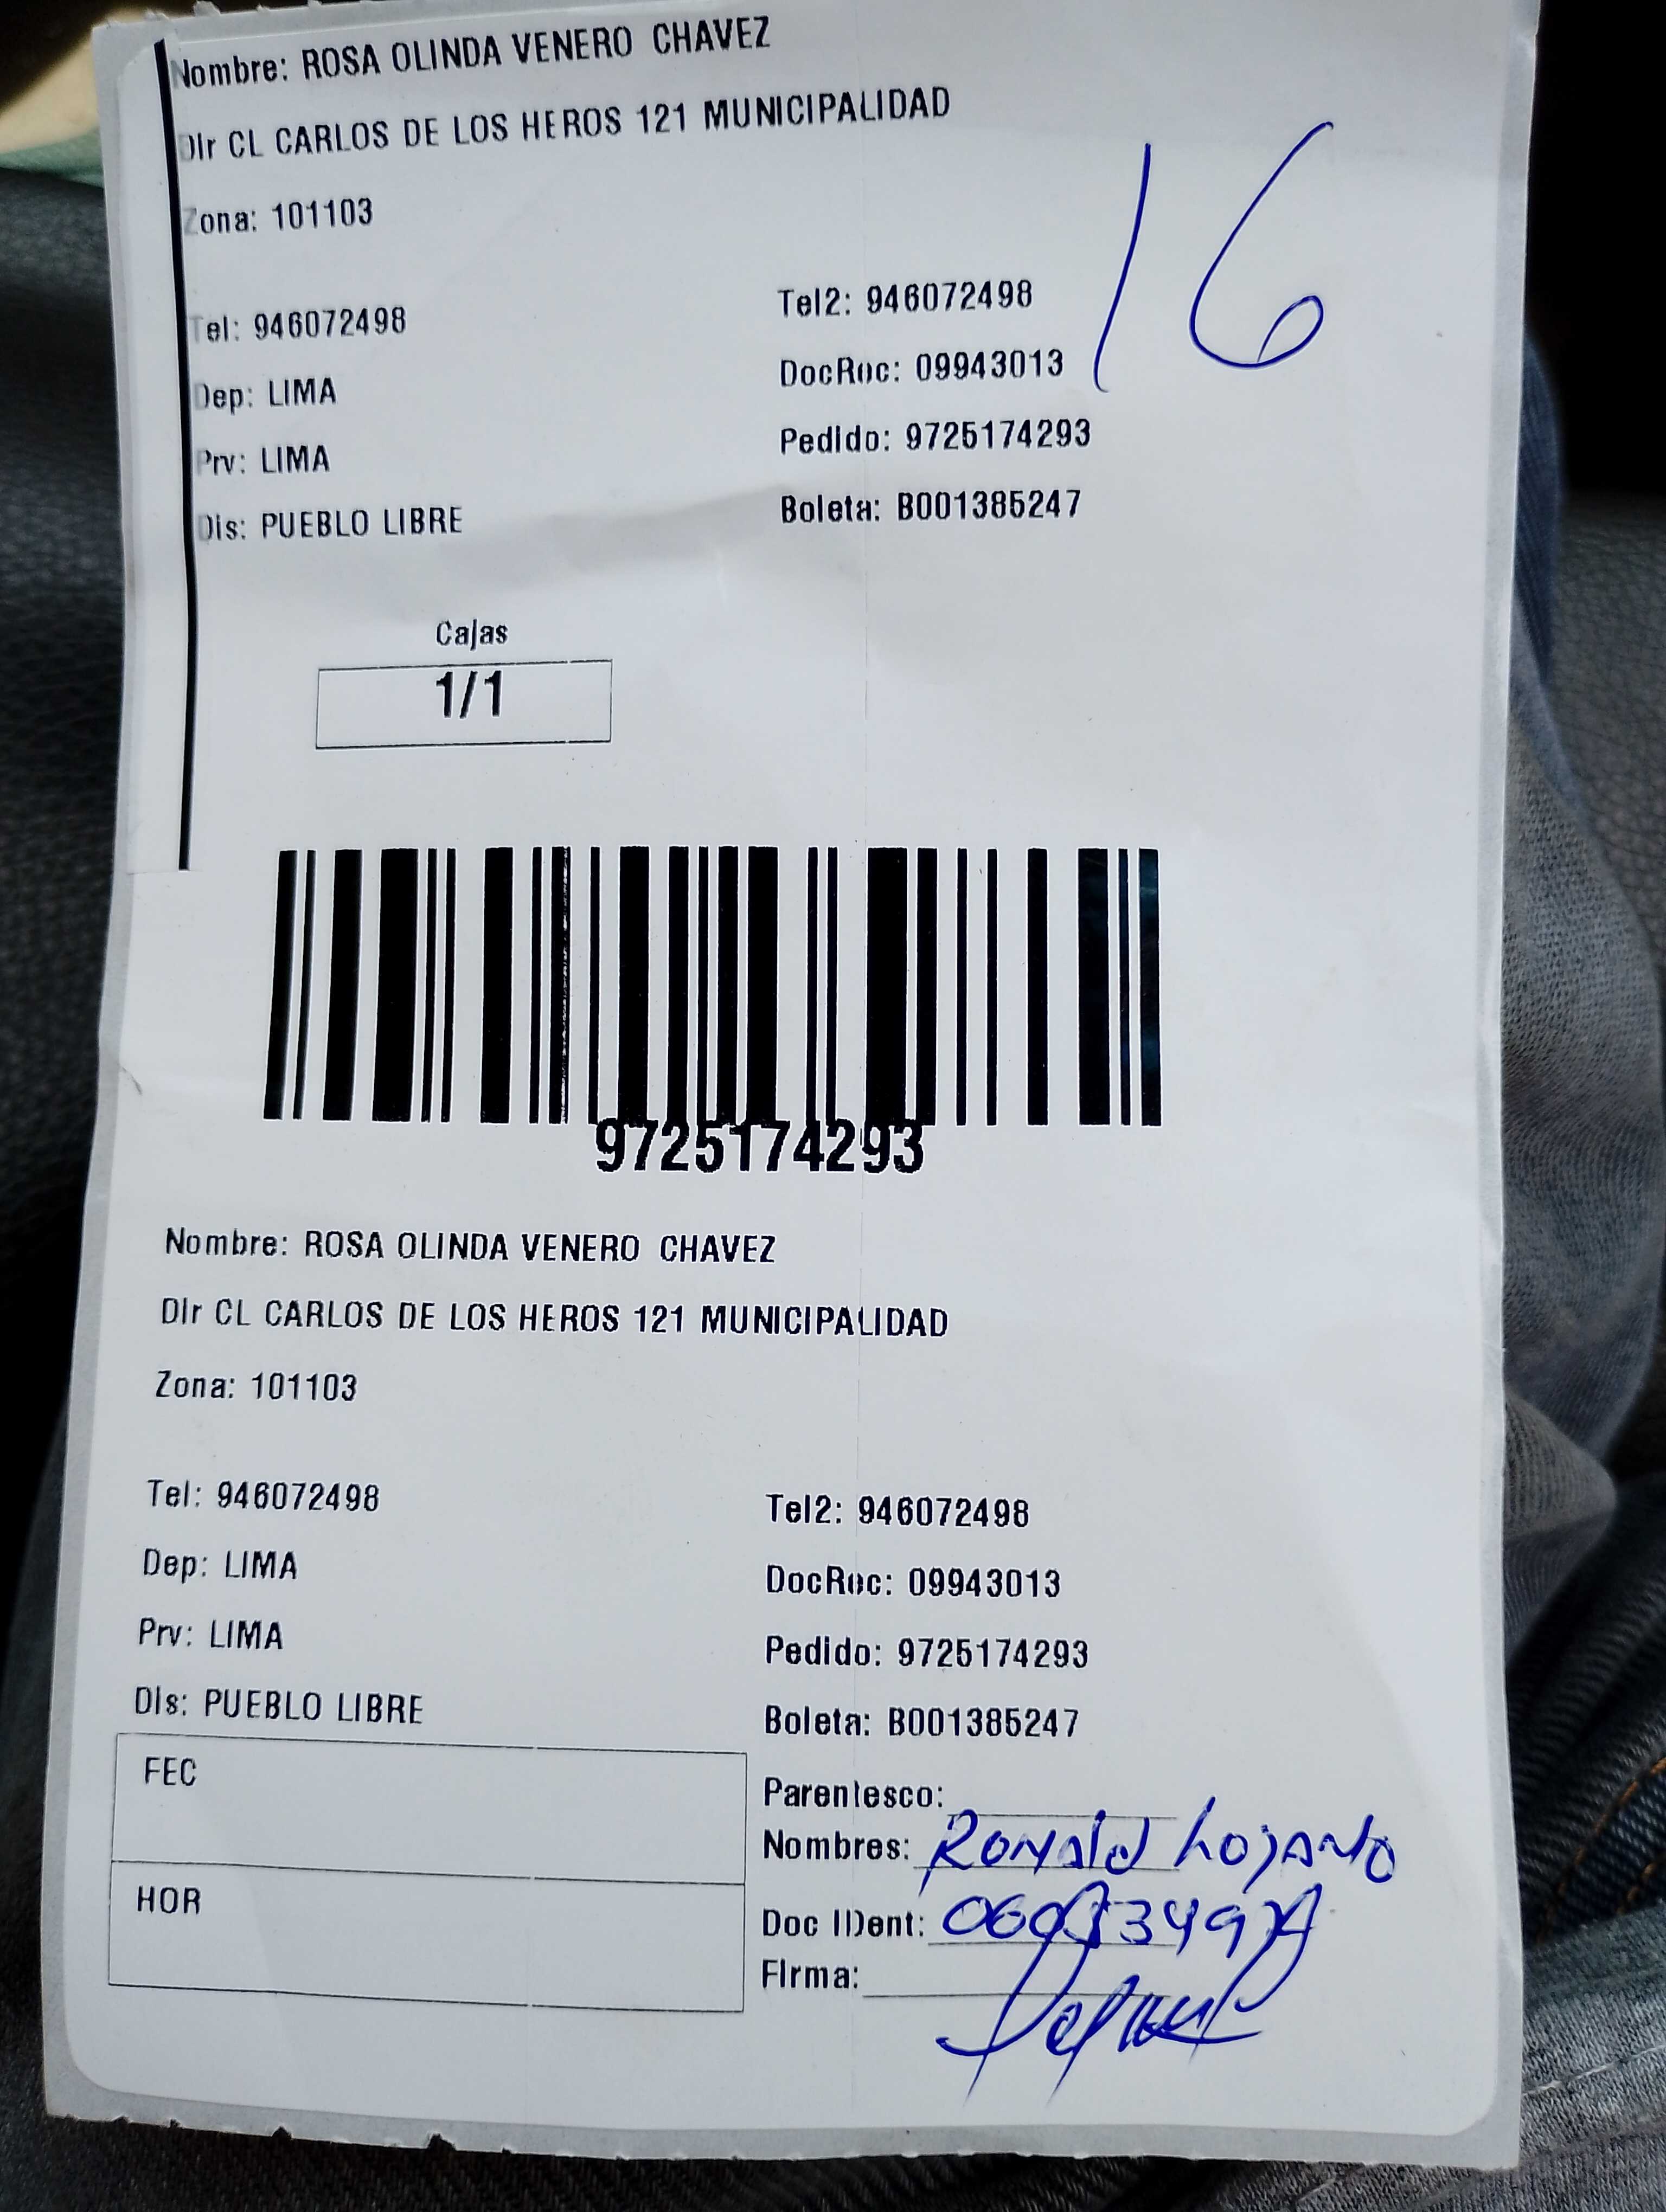 Nombre: ROSA OLINDA VENERO CHAVEZ
Dir CL CARLOS DE LOS HEROS 121 MUNICIPALIDAD
Zona: 101103
16
Tel: 946072498
Tel2: 946072498
Dep: LIMA
DocRec: 09943013
Prv: LIMA
Pedido: 9725174293
Dis: PUEBLO LIBRE
Boleta: B001385247
Cajas
1/1
9725174293
Nombre: ROSA OLINDA VENERO CHAVEZ
Dir CL CARLOS DE LOS HEROS 121 MUNICIPALIDAD
Zona: 101103
Tel: 946072498
Tel2: 946072498
Dep: LIMA
DocRec: 09943013
Prv: LIMA
Pedido: 9725174293
Dis: PUEBLO LIBRE
Boleta: B001385247
FEC
HOR
Parentesco:
Nombres: Ronald Lozano
Doc IDent:
Firma: